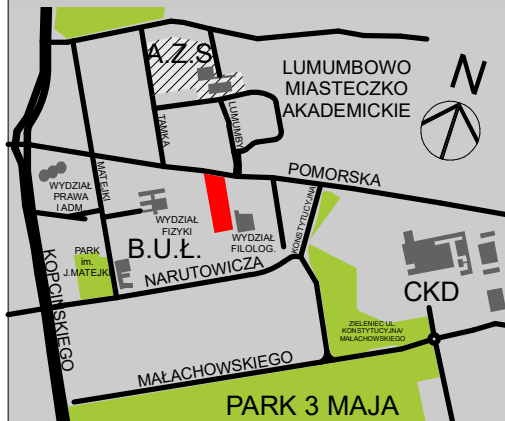 A.Z.S
LUMUMBOWO
MIASTECZKO
AKADEMICKIE
N
TAMKA
LUMUMBY
MATEJKI
POMORSKA
WYDZIAŁ
PRAWA
I ADM.
WYDZIAŁ
FIZYKI
WYDZIAŁ
FILOLOG.
KONSTYTUCYJNA
B.U.Ł.
PARK
im.
J.MATEJKI
NARUTOWICZA
KOPCIŃSKIEGO
CKD
ZIELENIEC UL.
KONSTYTUCYJNA/
MAŁACHOWSKIEGO
MAŁACHOWSKIEGO
PARK 3 MAJA